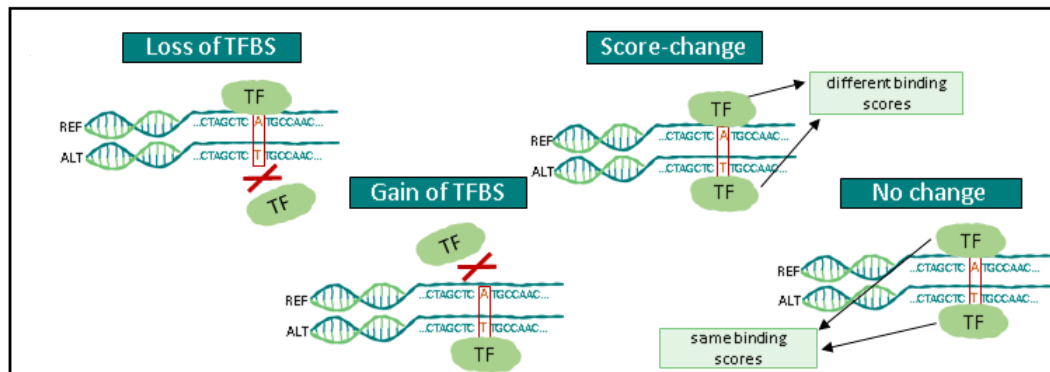 Loss of TFBS
TF
REF
...CTAGCTC A TGCCAAC...
ALT
...CTAGCTC T TGCCAAC...
TF
Gain of TFBS
TF
REF
...CTAGCTC A TGCCAAC...
ALT
...CTAGCTC T TGCCAAC...
TF
Score-change
TF
different binding
scores
REF
...CTAGCTC A TGCCAAC...
ALT
...CTAGCTC T TGCCAAC...
TF
No change
TF
REF
...CTAGCTC A TGCCAAC...
ALT
...CTAGCTC T TGCCAAC...
TF
same binding
scores